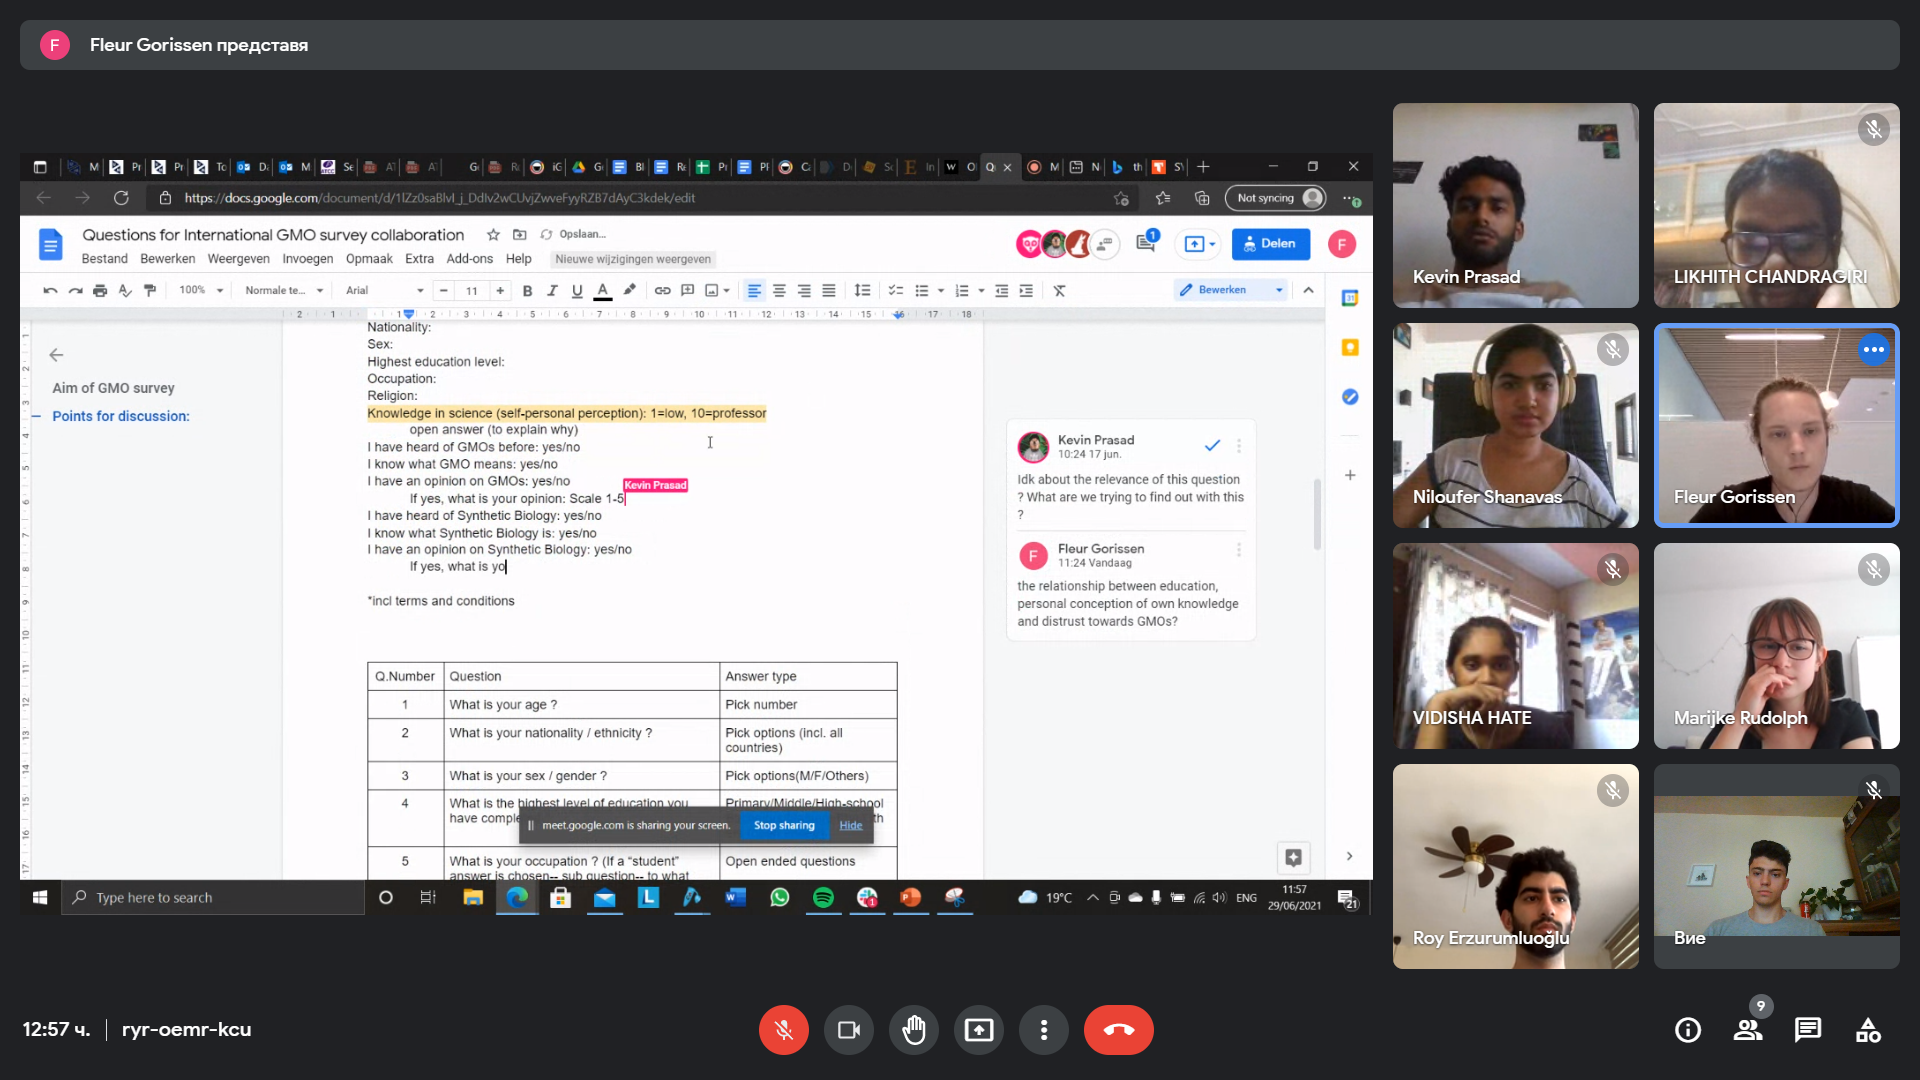 F Fleur Gorissen представя
https://docs.google.com/document/d/1IZz0saBlvI_j_DdIv2wCUvjZwveFyyRZB7dAyC3kdek/edit
Not syncing
Questions for International GMO survey collaboration
Opslaan...
Bestand Bewerken Weergeven Invoegen Opmaak Extra Add-ons Help Nieuwe wijzigingen weergeven
1
Delen
F
100% Normale te... Arial 11 Bewerken
Aim of GMO survey
Points for discussion:
Nationality:
Sex:
Highest education level:
Occupation:
Religion:
Knowledge in science (self-personal perception): 1=low, 10=professor
open answer (to explain why)
I have heard of GMOs before: yes/no
I know what GMO means: yes/no
I have an opinion on GMOs: yes/no
Kevin Prasad
If yes, what is your opinion: Scale 1-5
I have heard of Synthetic Biology: yes/no
I know what Synthetic Biology is: yes/no
I have an opinion on Synthetic Biology: yes/no
If yes, what is yo
*incl terms and conditions
Q.Number Question Answer type
1 What is your age ? Pick number
2 What is your nationality / ethnicity ? Pick options (incl. all
countries)
3 What is your sex / gender ? Pick options(M/F/Others)
4 What is the highest level of education you Primary/Middle/High-school
have comple
5 What is your occupation ? (If a "student" Open ended questions
answer is chosen-- sub question-- to what
meet.google.com is sharing your screen. Stop sharing Hide
Kevin Prasad
10:24 17 jun.
Idk about the relevance of this question
? What are we trying to find out with this
?
F Fleur Gorissen
11:24 Vandaag
the relationship between education,
personal conception of own knowledge
and distrust towards GMOs?
Type here to search
19°C
ENG
11:57
29/06/2021
21
Kevin Prasad
LIKHITH CHANDRAGIRI
Niloufer Shanavas
Fleur Gorissen
VIDISHA HATE
Marijke Rudolph
Roy Erzurumluoğlu
Вие
12:57 ч. ryr-oemr-kcu
9